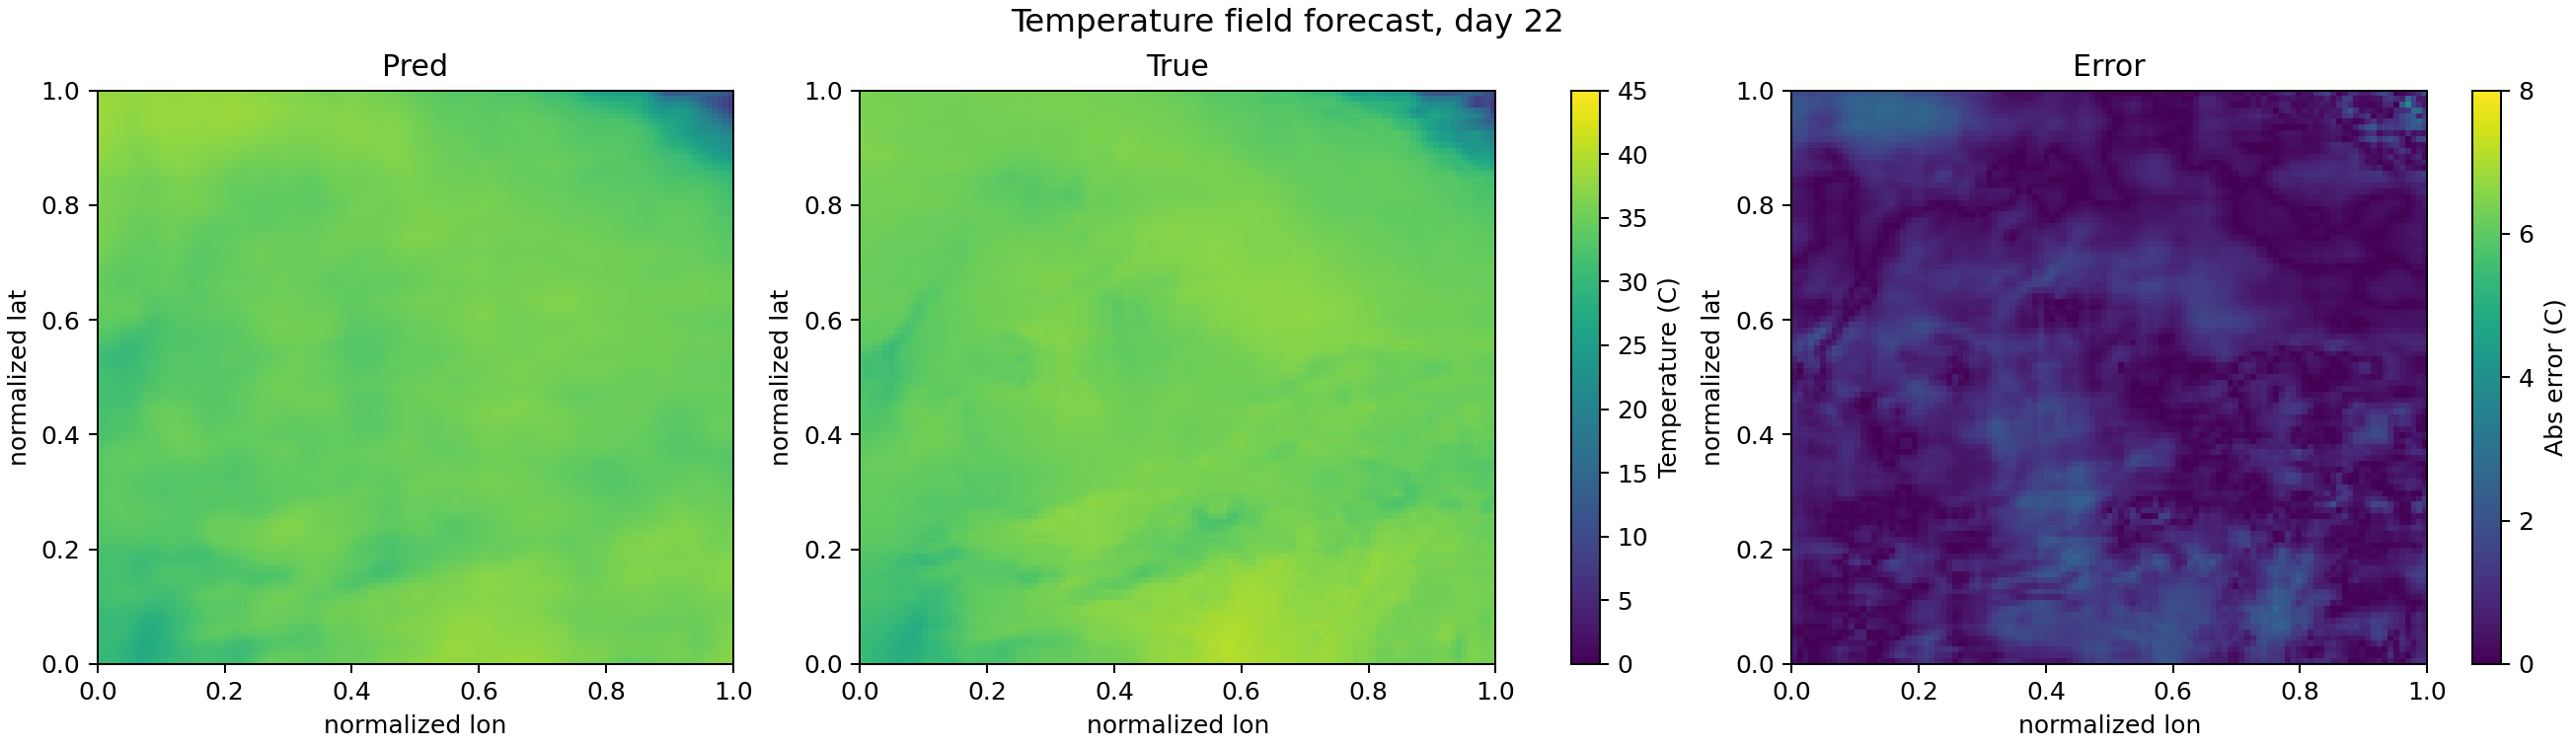 Temperature field forecast, day 22
Pred
True
Error
1.0
0.8
0.6
0.4
0.2
0.0
normalized lat
0.0 0.2 0.4 0.6 0.8 1.0
normalized lon
1.0
0.8
0.6
0.4
0.2
0.0
normalized lat
0.0 0.2 0.4 0.6 0.8 1.0
normalized lon
45
40
35
30
25
20
15
10
5
0
Temperature (C)
1.0
0.8
0.6
0.4
0.2
0.0
normalized lat
0.0 0.2 0.4 0.6 0.8 1.0
normalized lon
8
6
4
2
0
Abs error (C)